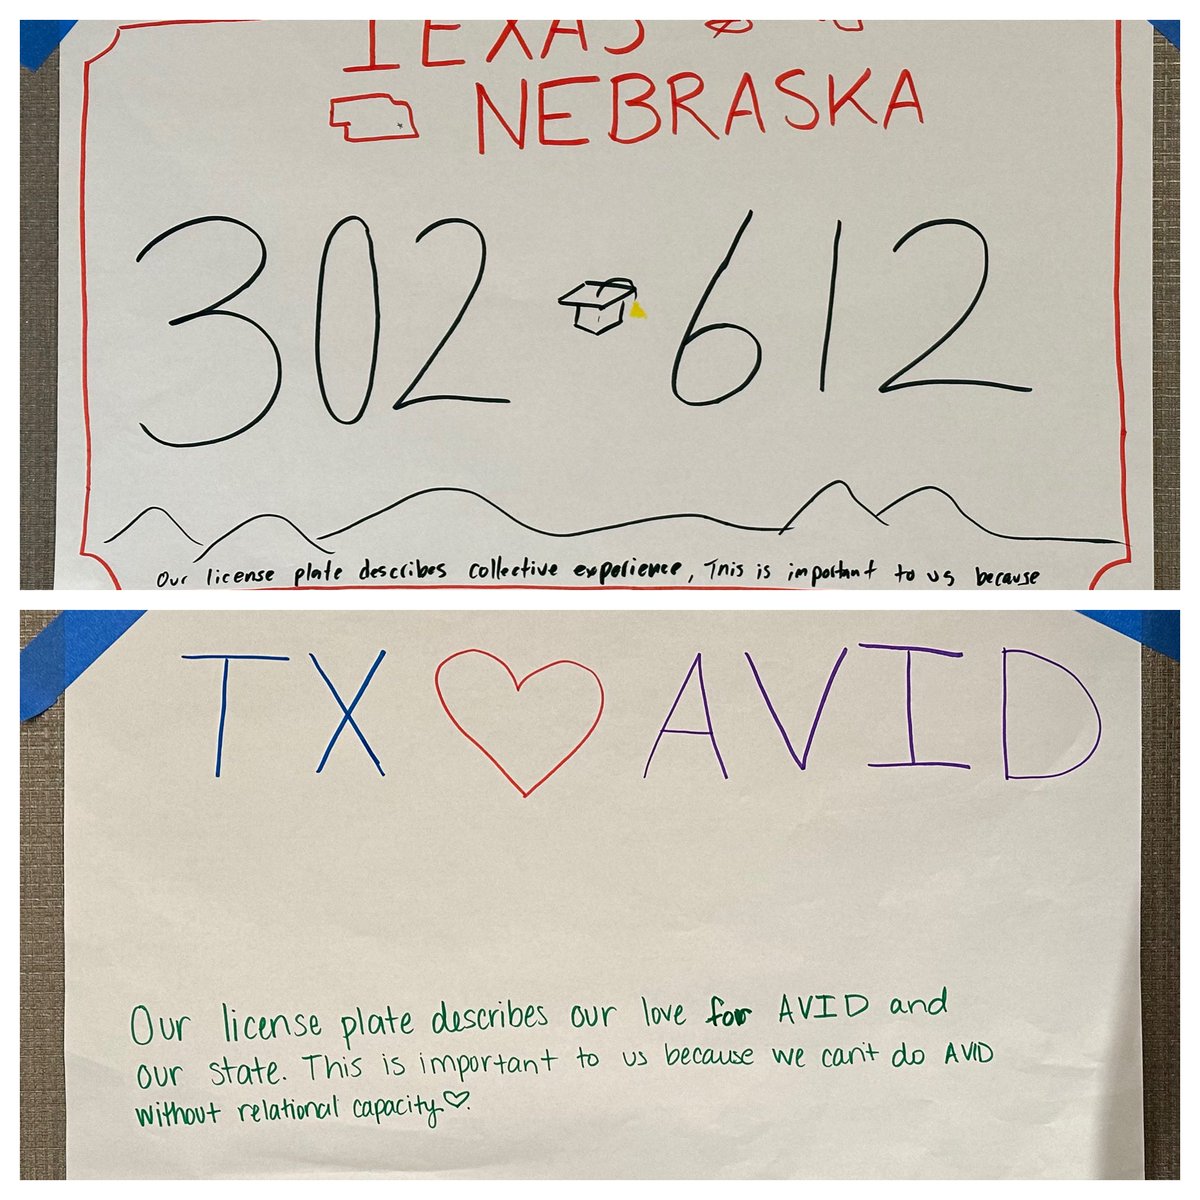 TEXAS
NEBRASKA
302 612
Our license plate describes collective experience, This is important to us because
TX AVID
Our license plate describes our love for AVID and
our state. This is important to us because we can't do AVID
without relational capacity.